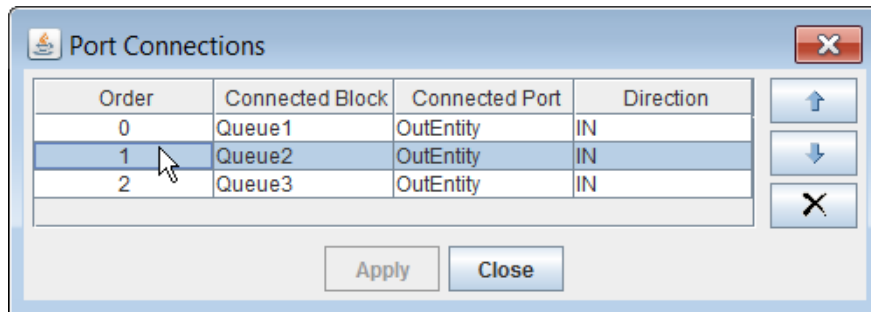 Port Connections
Order Connected Block Connected Port Direction
0 Queue1 OutEntity IN
1 Queue2 OutEntity IN
2 Queue3 OutEntity IN
Apply Close